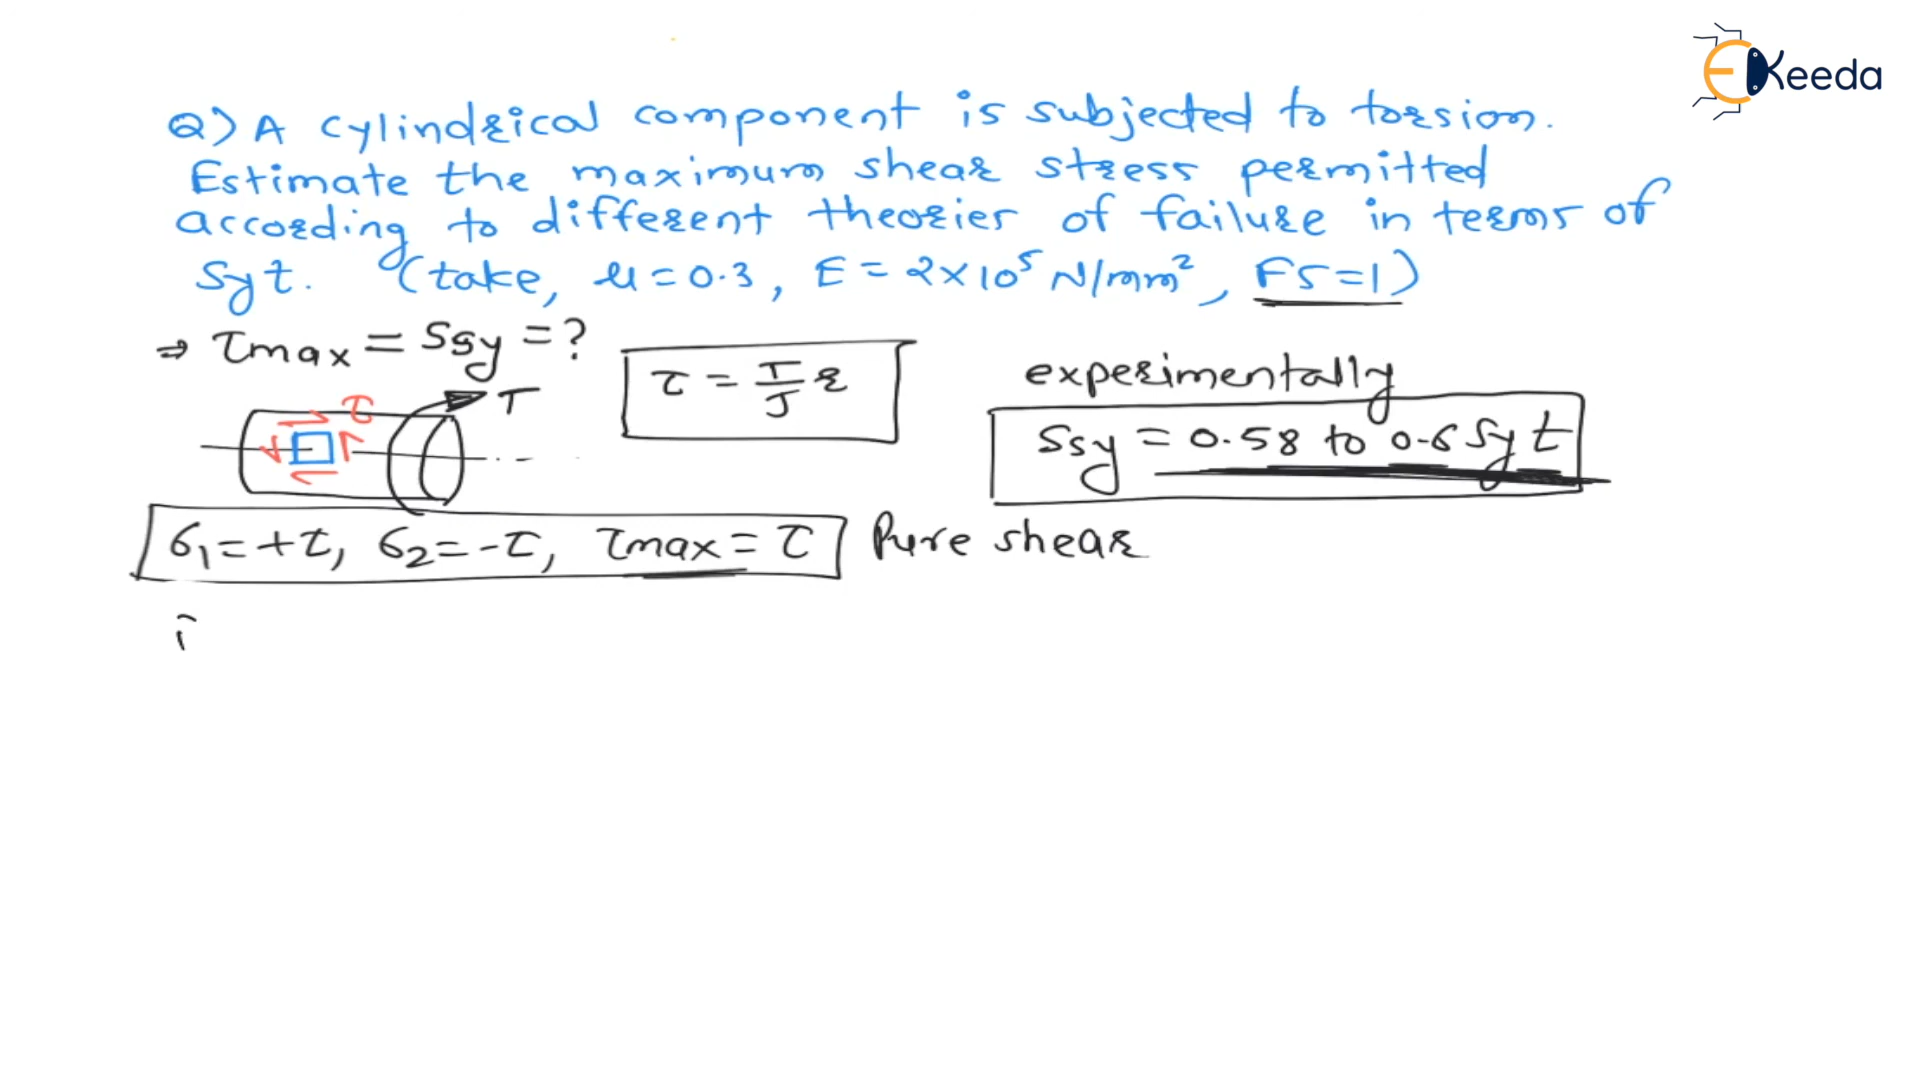 EKeeda
Q) A cylindrical component is subjected to torsion.
Estimate the maximum shear stress permitted
according to different theories of failure in terms of
Syt. (take, μ = 0.3, E = 2×10⁵ N/mm², FS = 1)
⇒ τmax = Ssy = ?
τ = T/J r
experimentally
Ssy = 0.58 to 0.6 Syt
τ
T
σ₁ = +τ, σ₂ = -τ, τmax = τ Pure shear
i